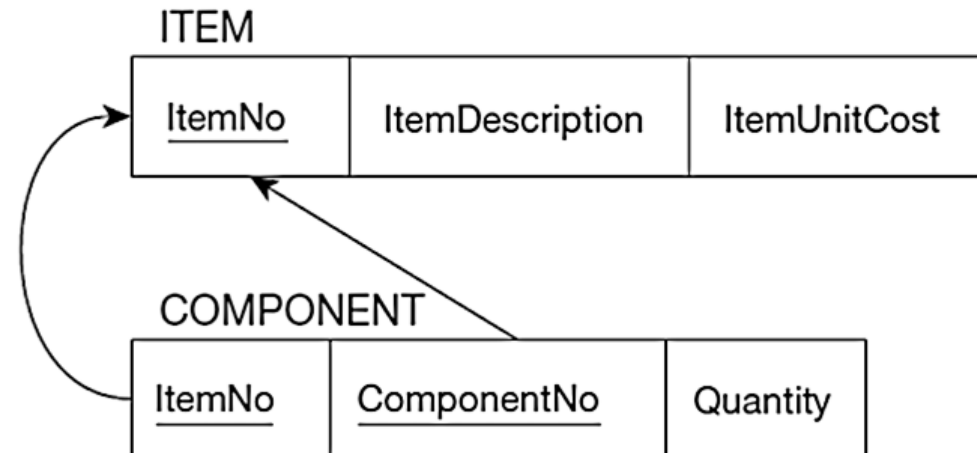 ITEM
ItemNo ItemDescription ItemUnitCost
COMPONENT
ItemNo ComponentNo Quantity